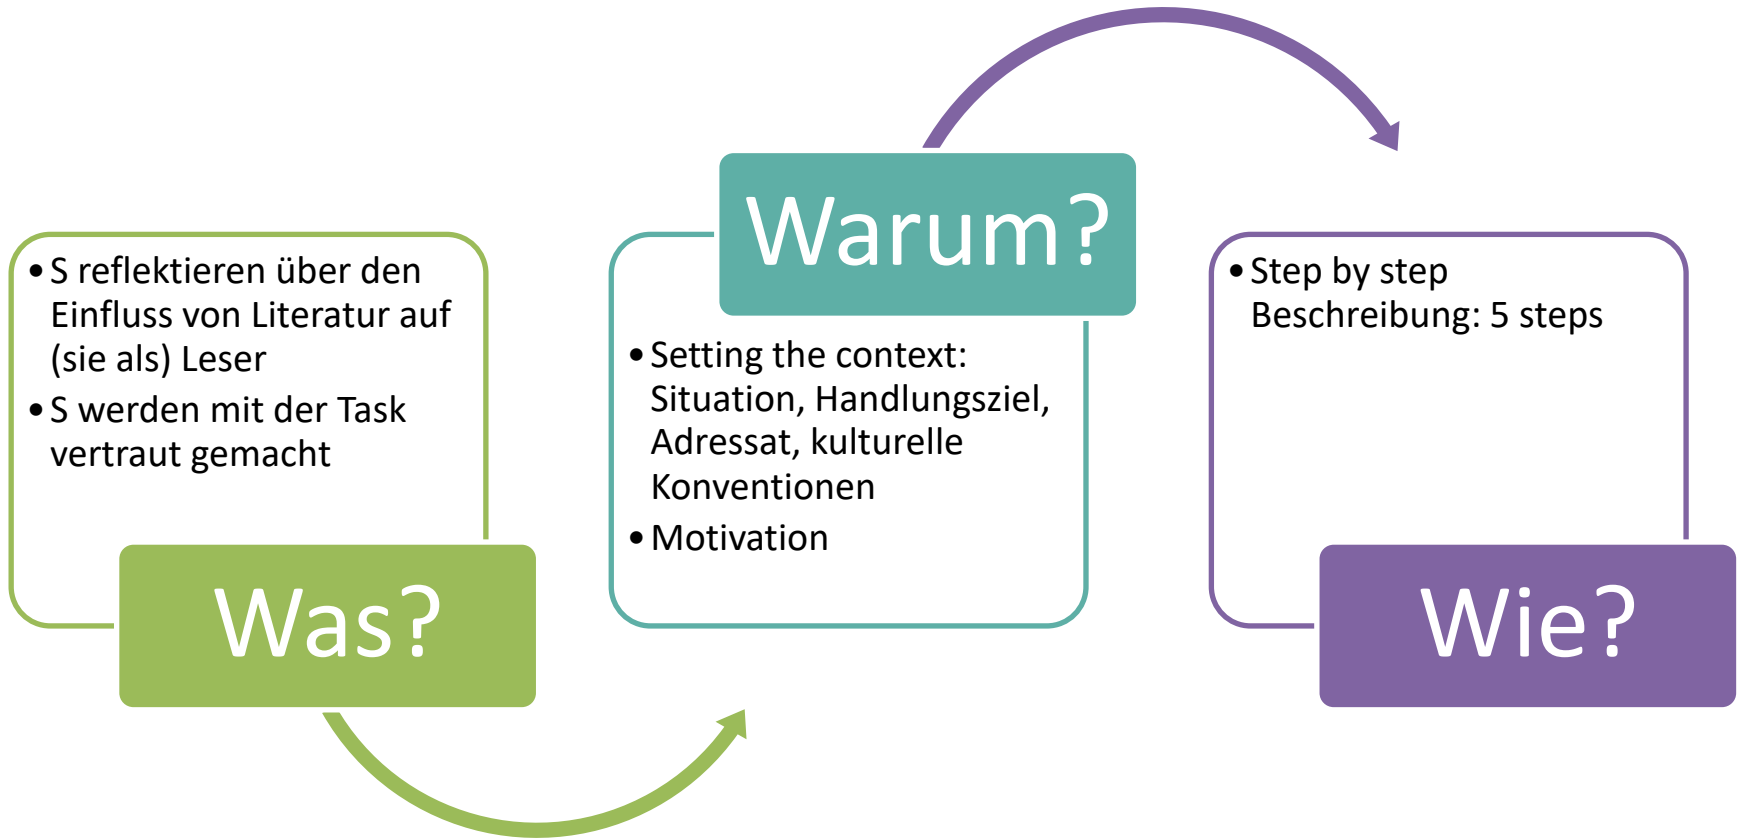 • S reflektieren über den
Einfluss von Literatur auf
(sie als) Leser
• S werden mit der Task
vertraut gemacht
Was?
Warum?
• Setting the context:
Situation, Handlungsziel,
Adressat, kulturelle
Konventionen
• Motivation
• Step by step
Beschreibung: 5 steps
Wie?